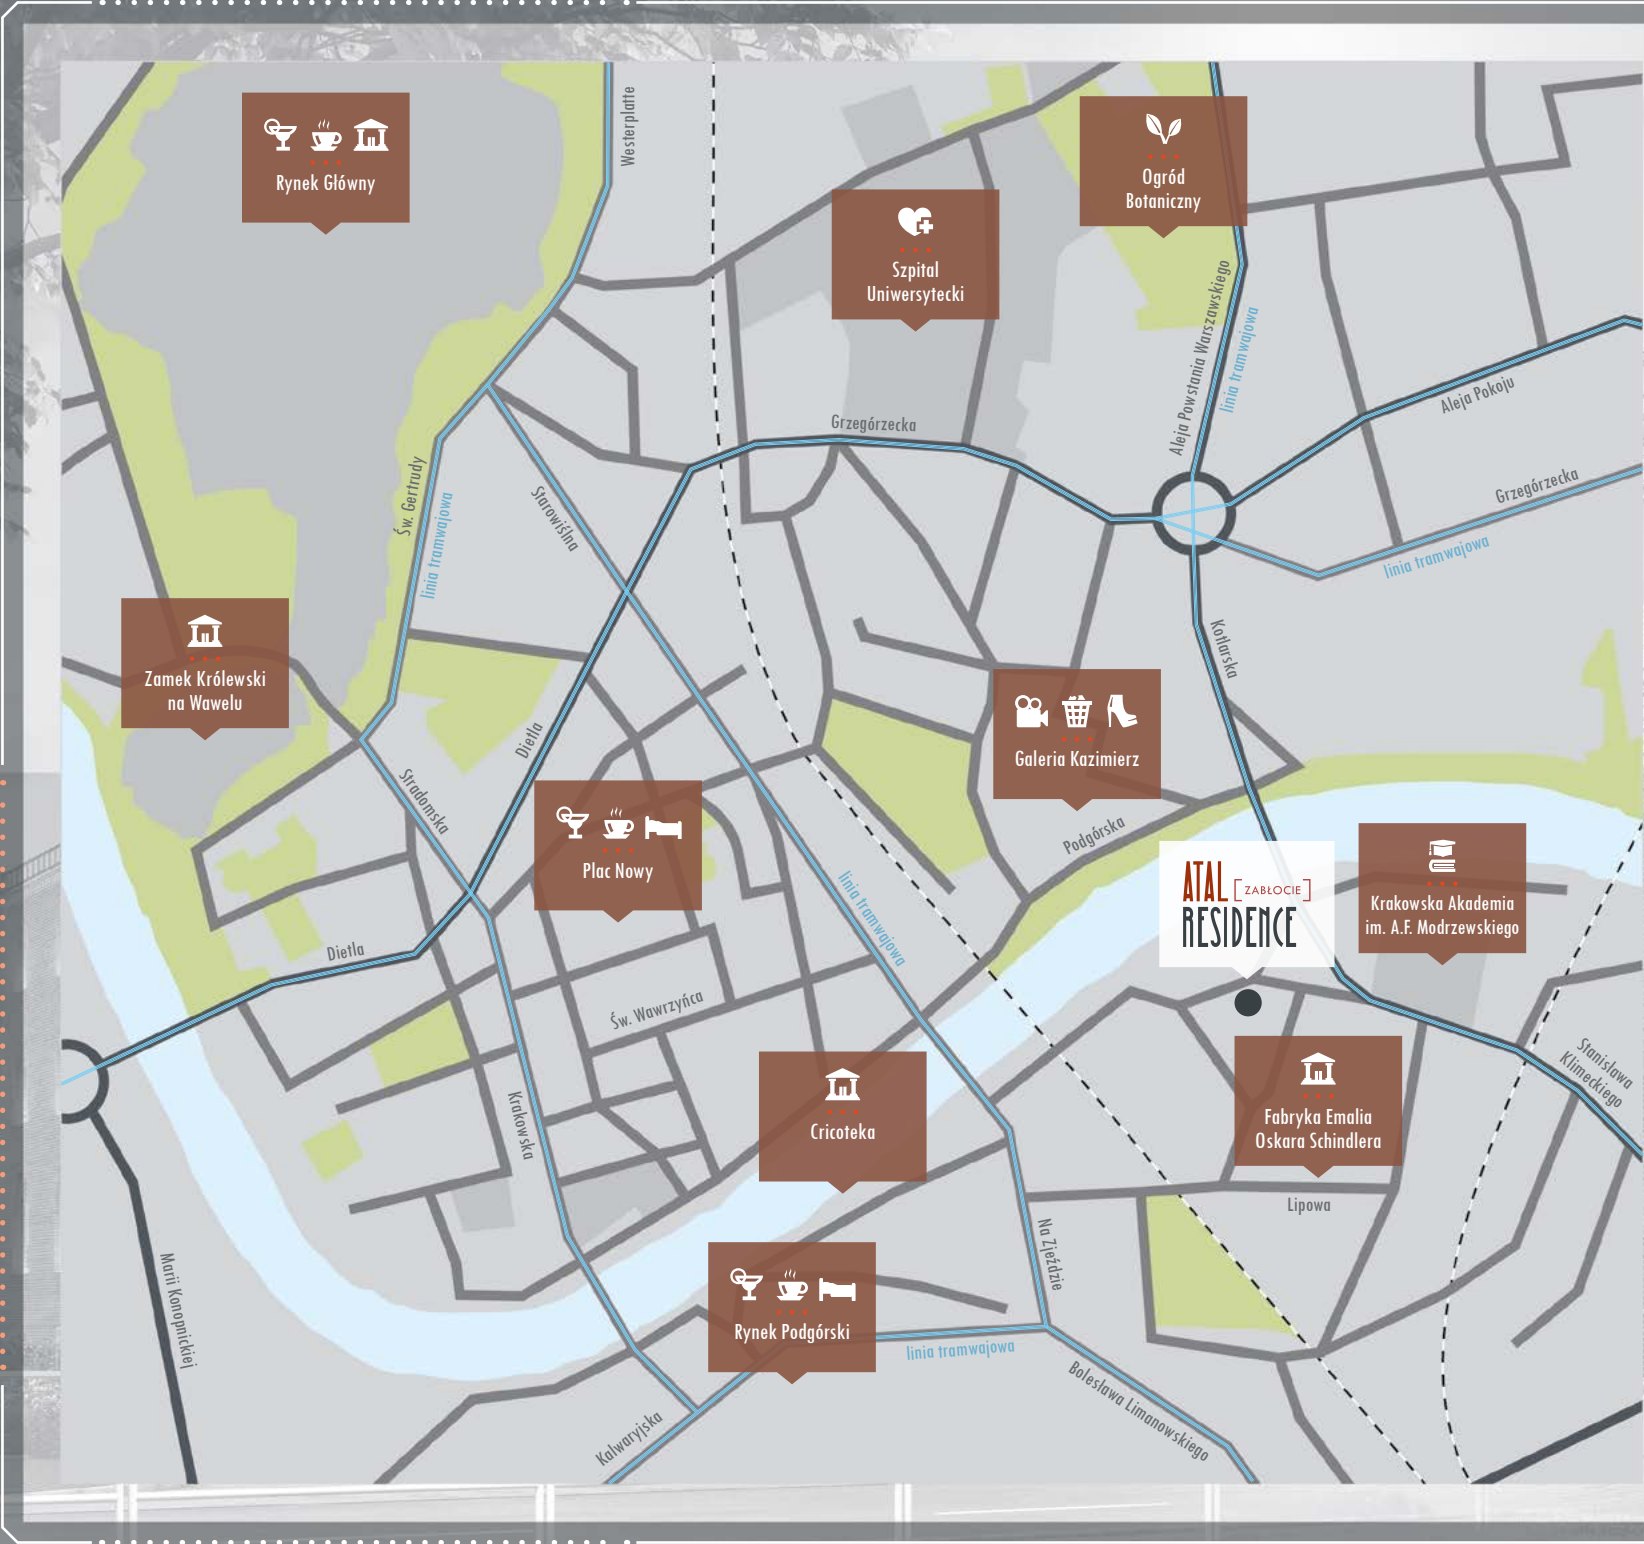 Westerplatte
Rynek Główny
Ogród
Botaniczny
Szpital
Uniwersytecki
Aleja Powstania Warszawskiego
linia tramwajowa
Aleja Pokoju
Grzegórzecka
Grzegórzecka
linia tramwajowa
Św. Gertrudy
linia tramwajowa
Starowiślna
Kotlarska
Zamek Królewski
na Wawelu
Dietla
Stradomska
Galeria Kazimierz
Podgórska
Plac Nowy
linia tramwajowa
ATAL [ZABŁOCIE]
RESIDENCE
Krakowska Akademia
im. A.F. Modrzewskiego
Dietla
Św. Wawrzyńca
Stanisława
Klimeckiego
Krakowska
Cricoteka
Fabryka Emalia
Oskara Schindlera
Lipowa
Na Zjeździe
Marii Konopnickiej
Rynek Podgórski
linia tramwajowa
Bolesława Limanowskiego
Kalwaryjska